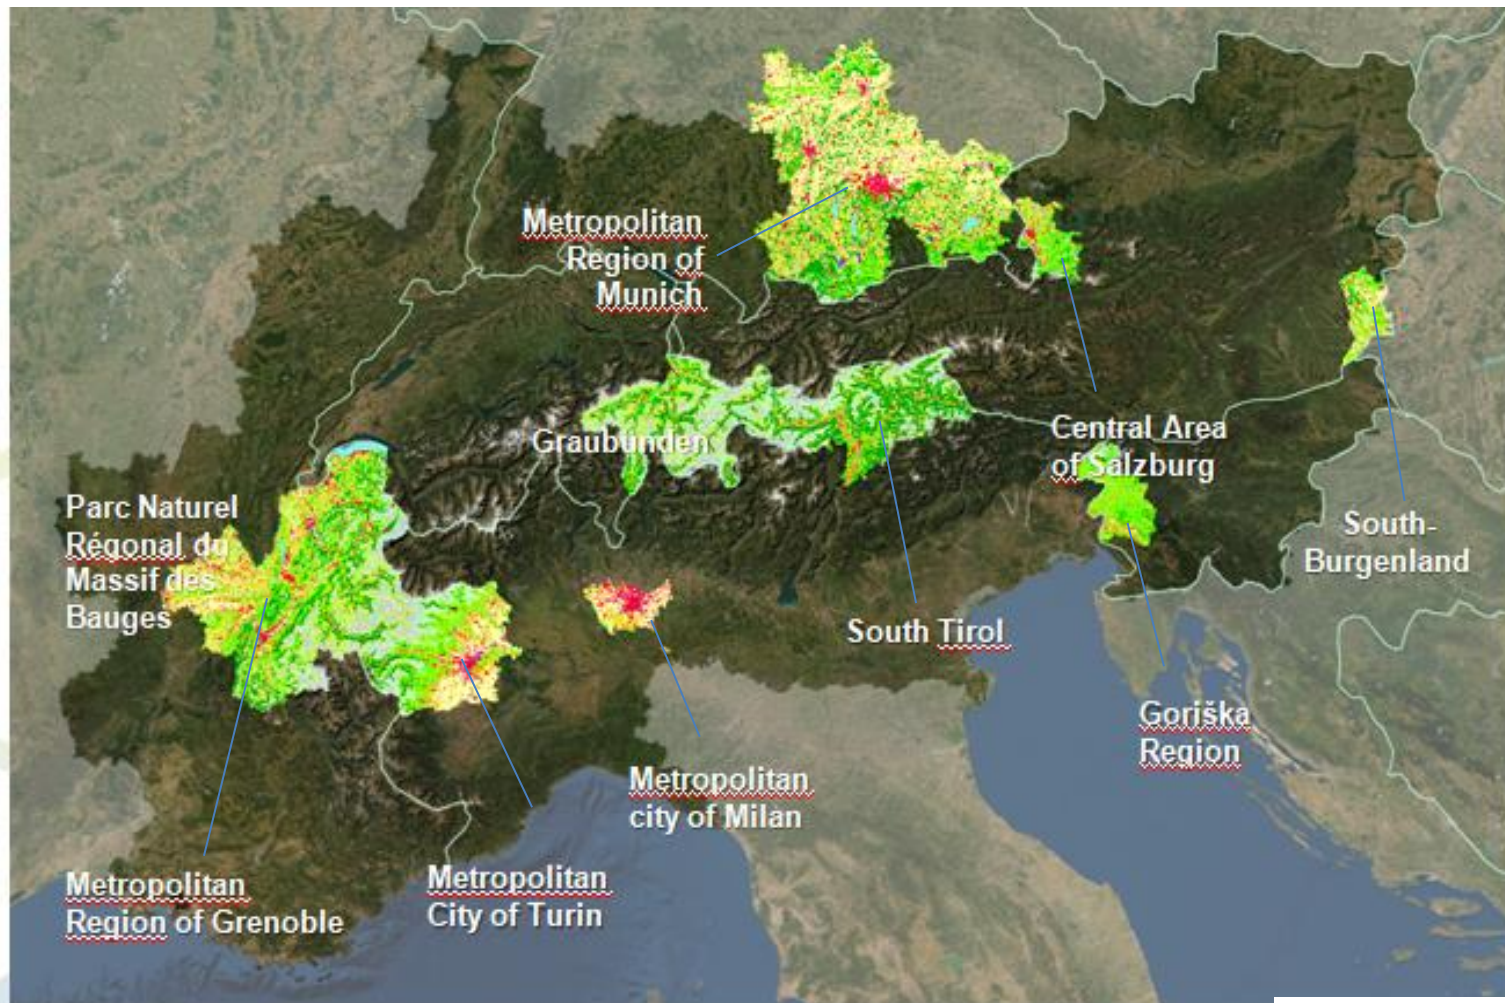 Metropolitan
Region of
Munich
Graubunden
Central Area
of Salzburg
Parc Naturel
Régonal du
Massif des
Bauges
South-
Burgenland
South Tirol
Goriška
Region
Metropolitan
city of Milan
Metropolitan
Region of Grenoble
Metropolitan
City of Turin